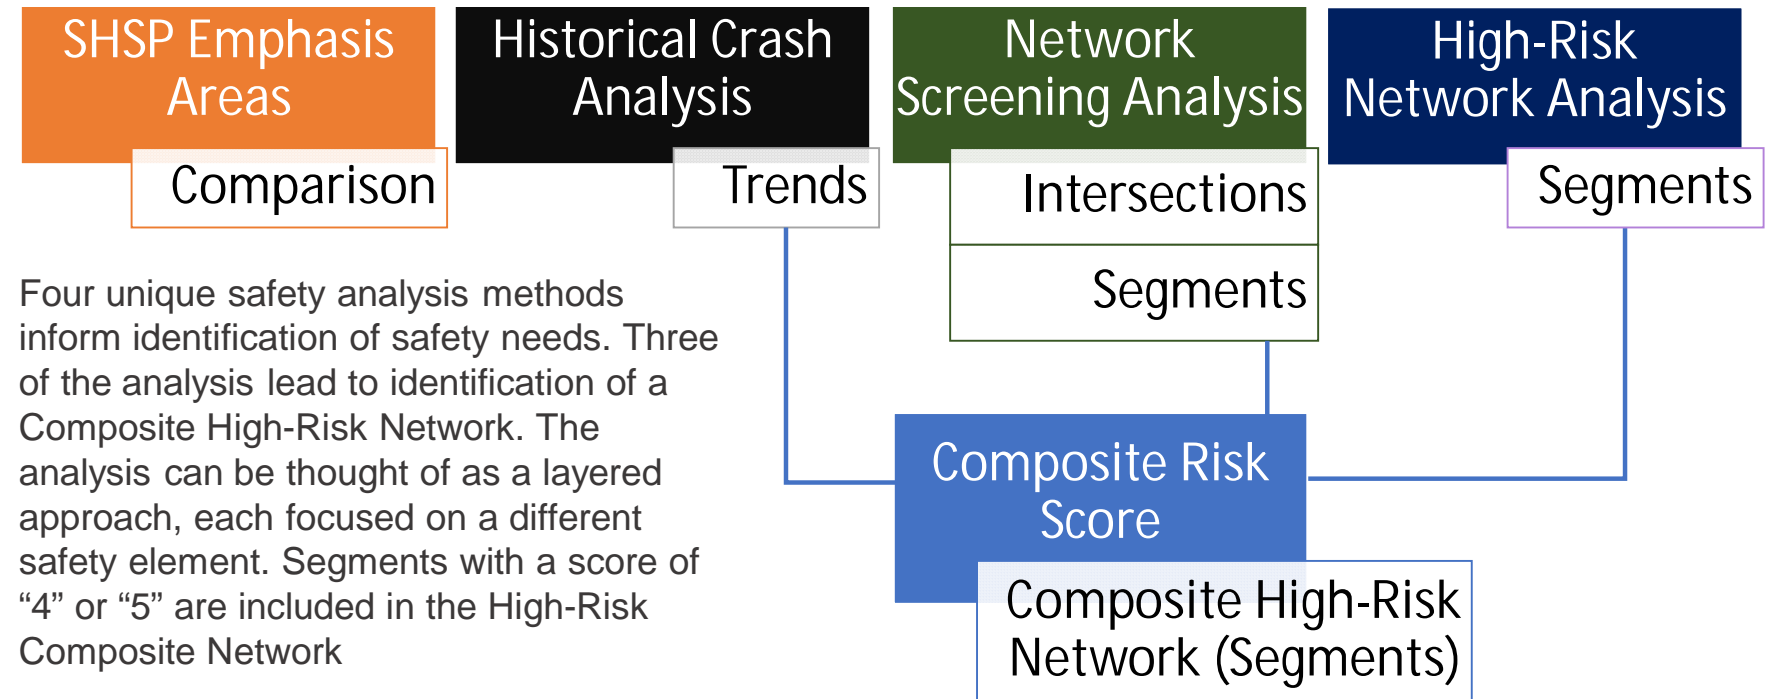 SHSP Emphasis
Areas
Comparison
Historical Crash
Analysis
Trends
Network
Screening Analysis
Intersections
Segments
High-Risk
Network Analysis
Segments
Four unique safety analysis methods
inform identification of safety needs. Three
of the analysis lead to identification of a
Composite High-Risk Network. The
analysis can be thought of as a layered
approach, each focused on a different
safety element. Segments with a score of
“4” or “5” are included in the High-Risk
Composite Network
Composite Risk
Score
Composite High-Risk
Network (Segments)